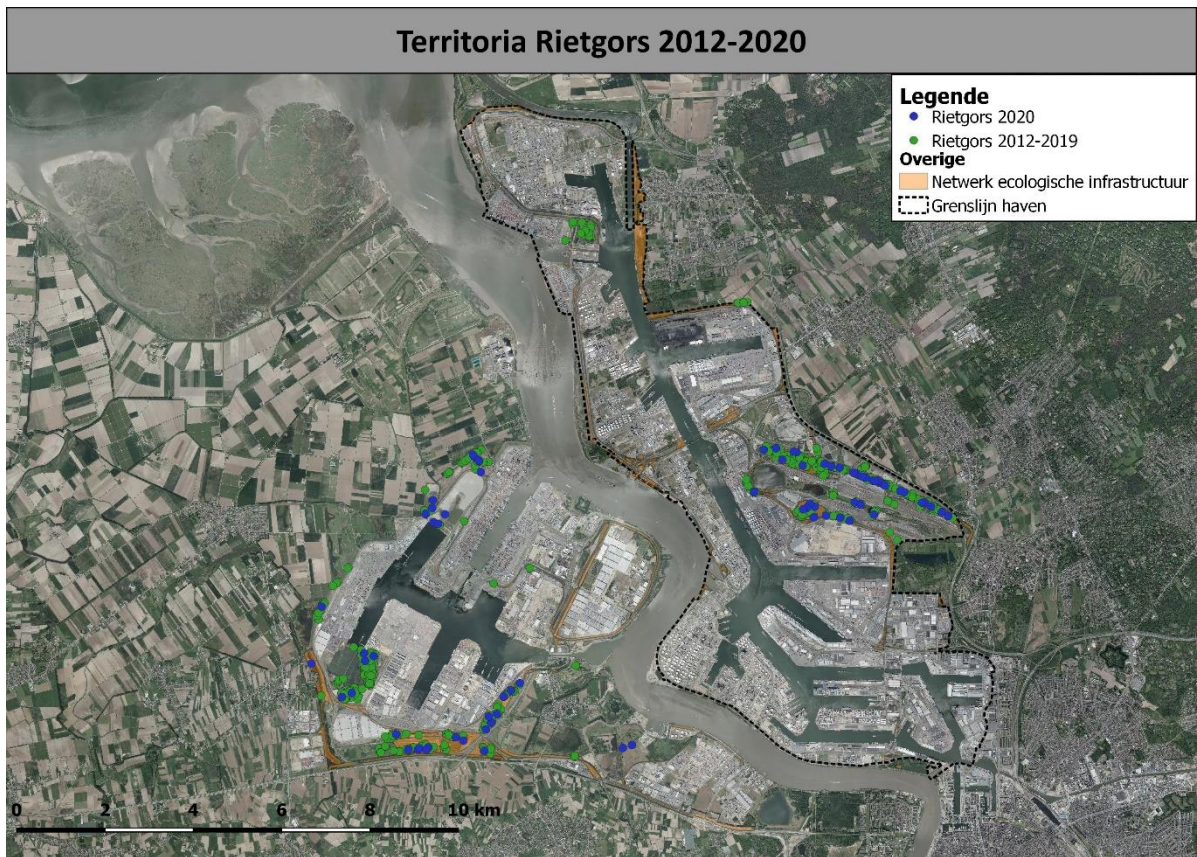 Territoria Rietgors 2012-2020
Legende
Rietgors 2020
Rietgors 2012-2019
Overige
Netwerk ecologische infrastructuur
Grenslijn haven
0 2 4 6 8 10 km